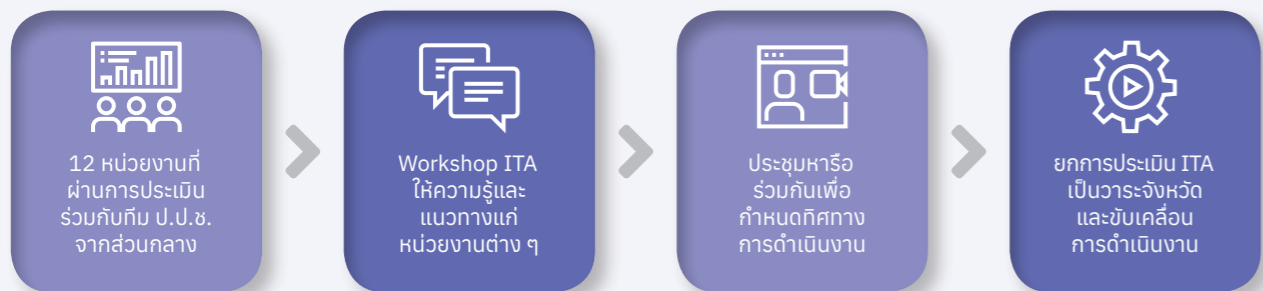 12 หน่วยงานที่
ผ่านการประเมิน
ร่วมกับทีม ป.ป.ช.
จากส่วนกลาง
Workshop ITA
ให้ความรู้และ
แนวทางแก่
หน่วยงานต่าง ๆ
ประชุมหารือ
ร่วมกันเพื่อ
กำหนดทิศทาง
การดำเนินงาน
ยกการประเมิน ITA
เป็นวาระจังหวัด
และขับเคลื่อน
การดำเนินงาน